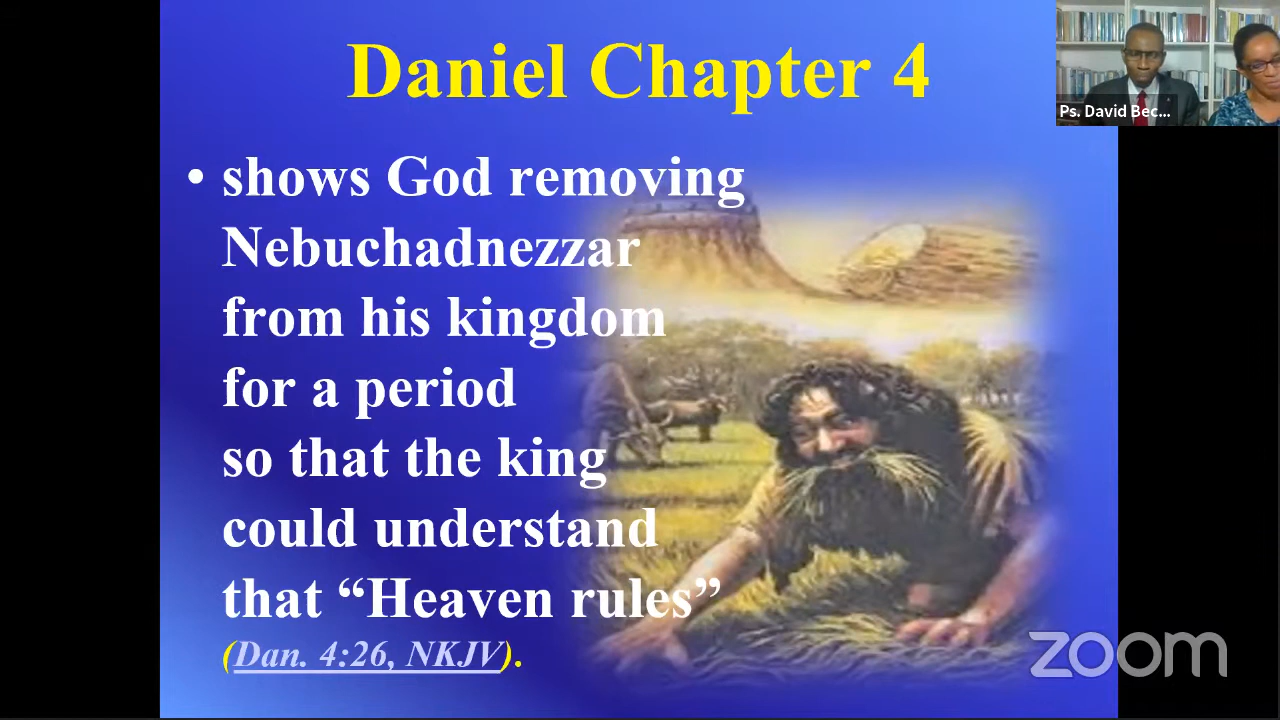 Daniel Chapter 4
Ps. David Bec...
• shows God removing
Nebuchadnezzar
from his kingdom
for a period
so that the king
could understand
that “Heaven rules”
(Dan. 4:26, NKJV).
zoom